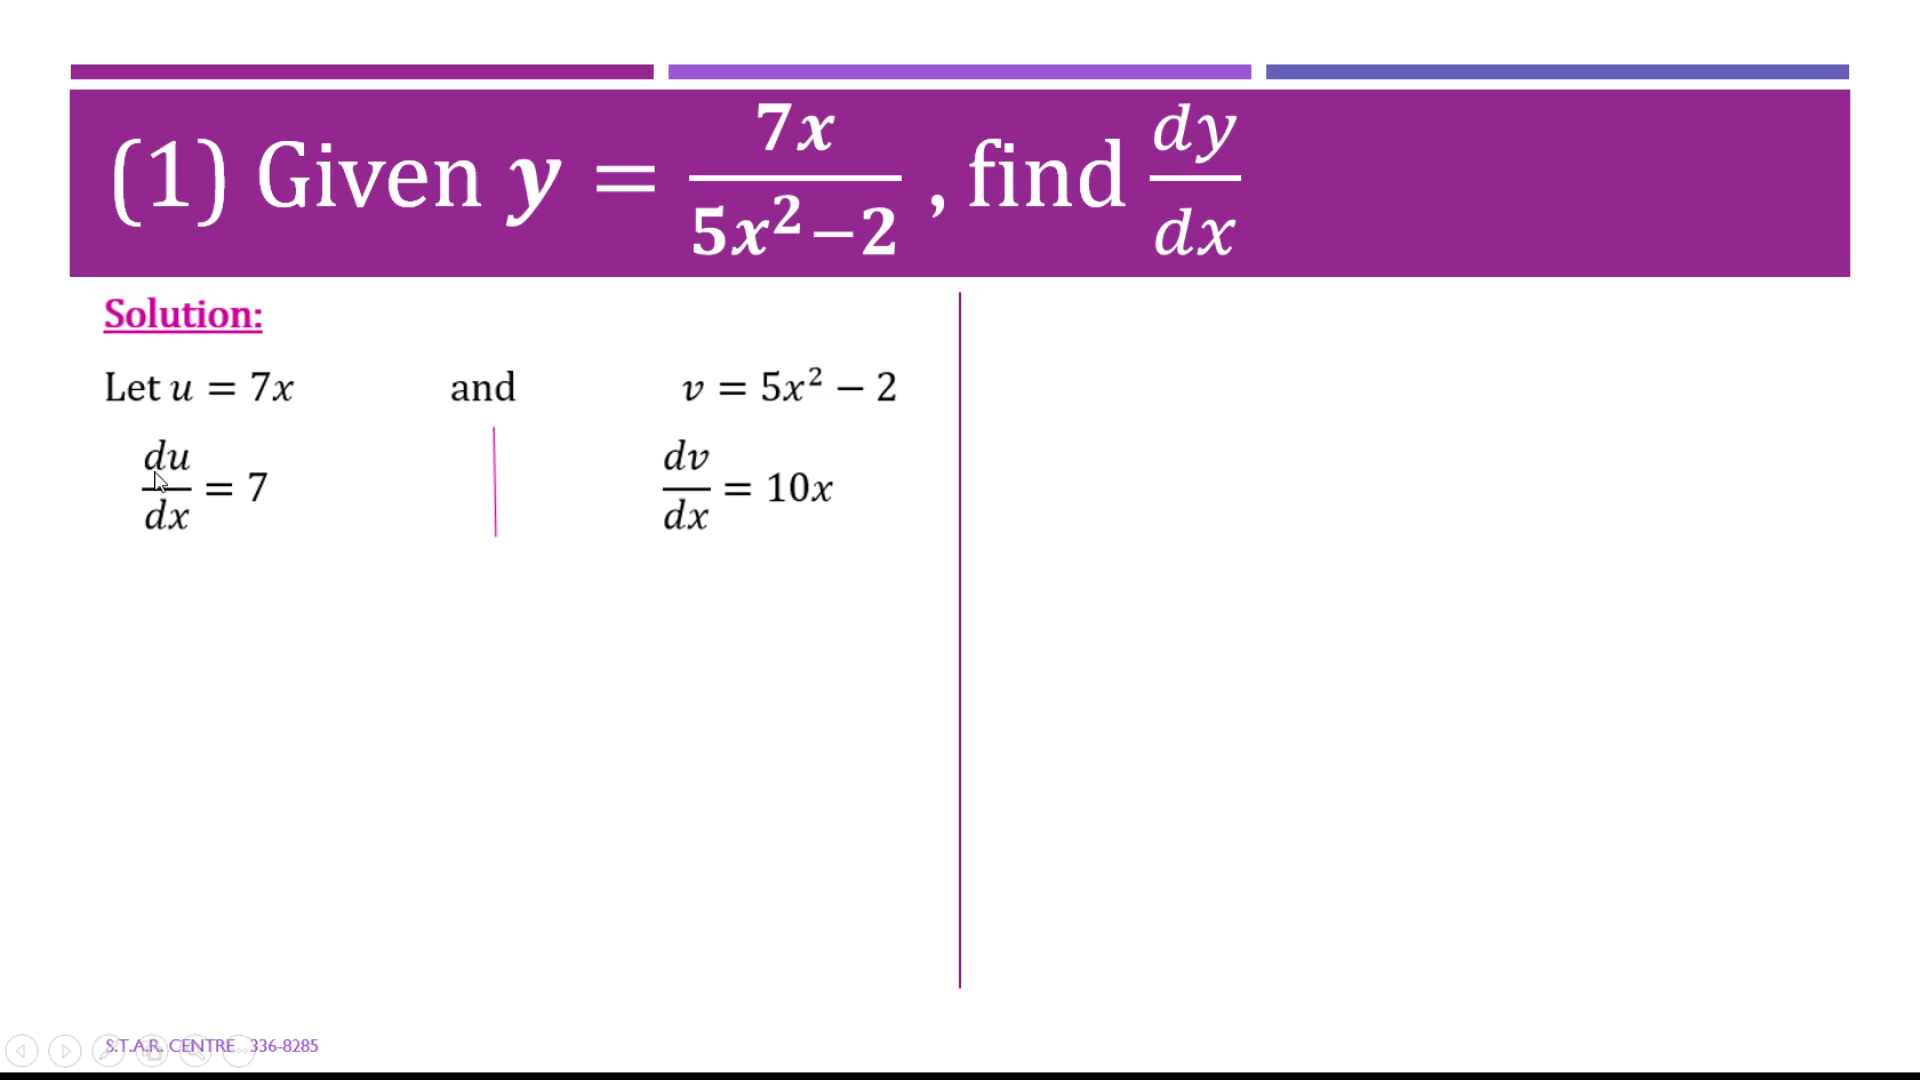 (1) Given y = 7x / 5x² − 2 , find dy/dx
Solution:
Let u = 7x and v = 5x² − 2
du/dx = 7 dv/dx = 10x
S.T.A.R. CENTRE 336-8285